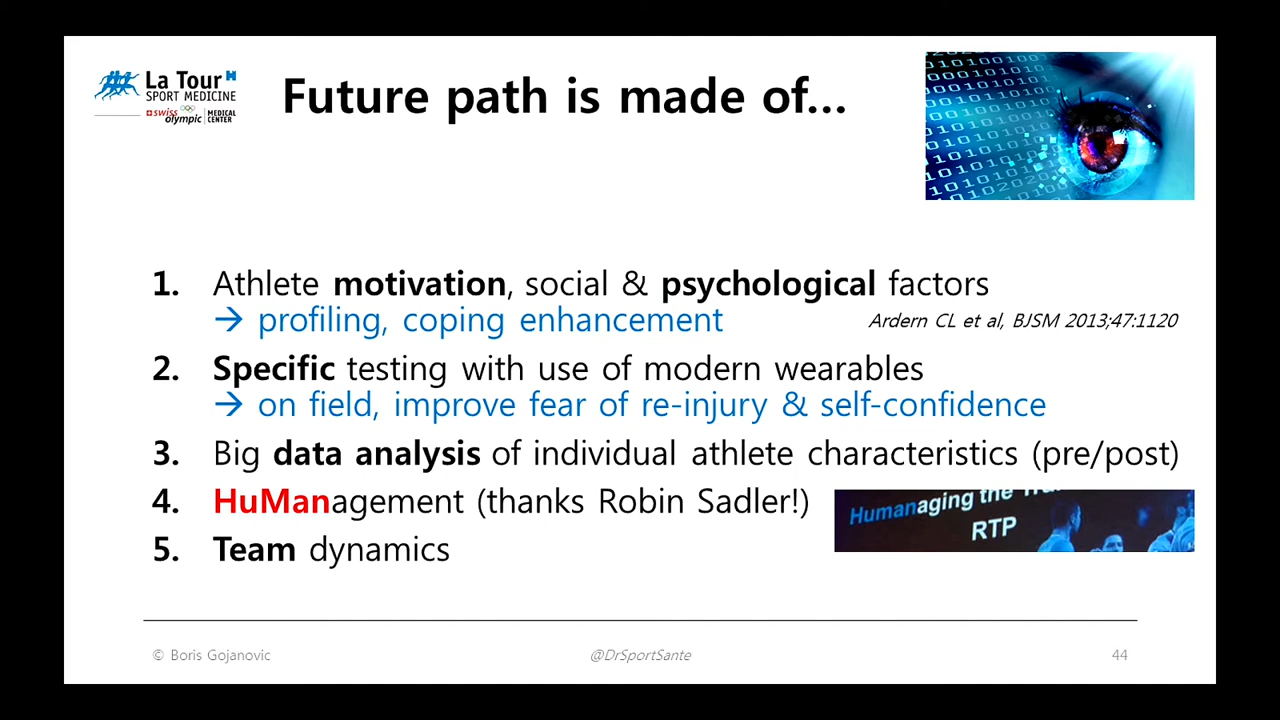 La Tour
SPORT MEDICINE
swiss olympic | MEDICAL CENTER
Future path is made of...
1. Athlete motivation, social & psychological factors
→ profiling, coping enhancement
Ardern CL et al, BJSM 2013;47:1120
2. Specific testing with use of modern wearables
→ on field, improve fear of re-injury & self-confidence
3. Big data analysis of individual athlete characteristics (pre/post)
4. HuManagement (thanks Robin Sadler!)
Humanaging the
RTP
5. Team dynamics
© Boris Gojanovic
@DrSportSante
44